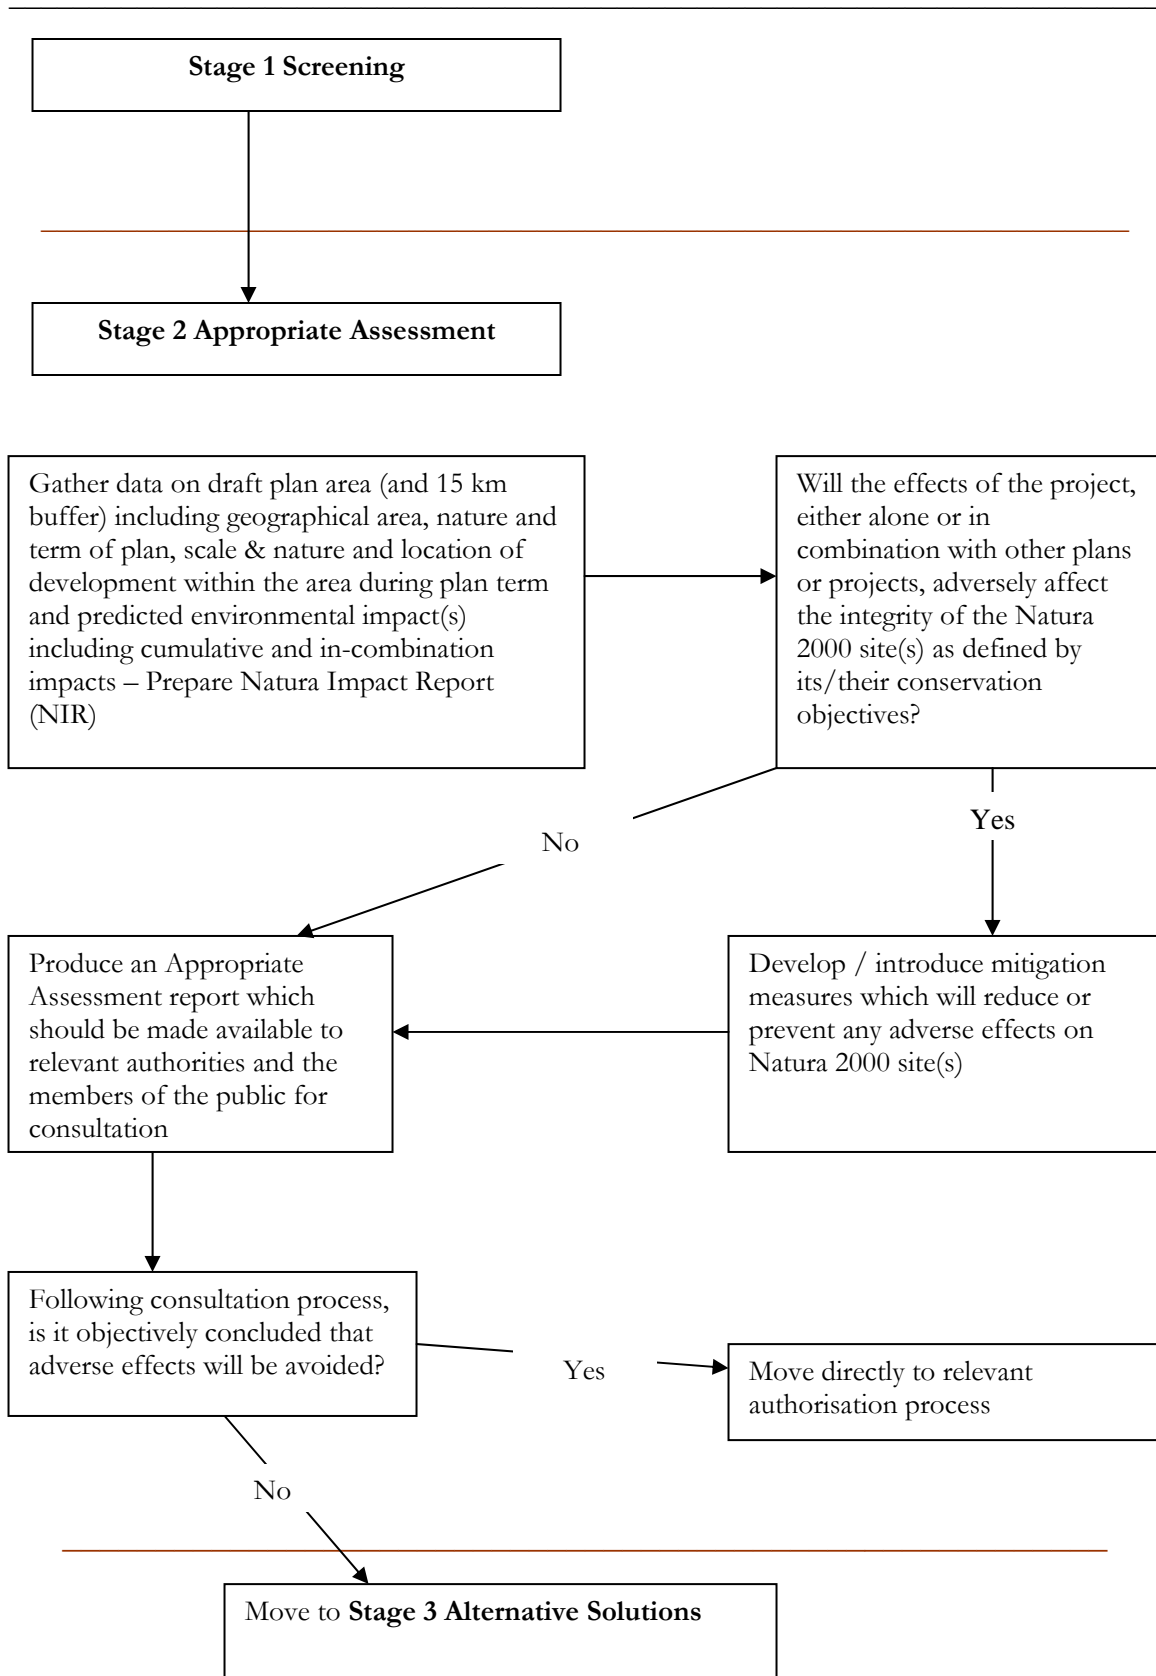 Stage 1 Screening
Stage 2 Appropriate Assessment
Gather data on draft plan area (and 15 km
buffer) including geographical area, nature and
term of plan, scale & nature and location of
development within the area during plan term
and predicted environmental impact(s)
including cumulative and in-combination
impacts – Prepare Natura Impact Report
(NIR)
Will the effects of the project,
either alone or in
combination with other plans
or projects, adversely affect
the integrity of the Natura
2000 site(s) as defined by
its/their conservation
objectives?
No
Yes
Produce an Appropriate
Assessment report which
should be made available to
relevant authorities and the
members of the public for
consultation
Develop / introduce mitigation
measures which will reduce or
prevent any adverse effects on
Natura 2000 site(s)
Following consultation process,
is it objectively concluded that
adverse effects will be avoided?
Yes
Move directly to relevant
authorisation process
No
Move to Stage 3 Alternative Solutions